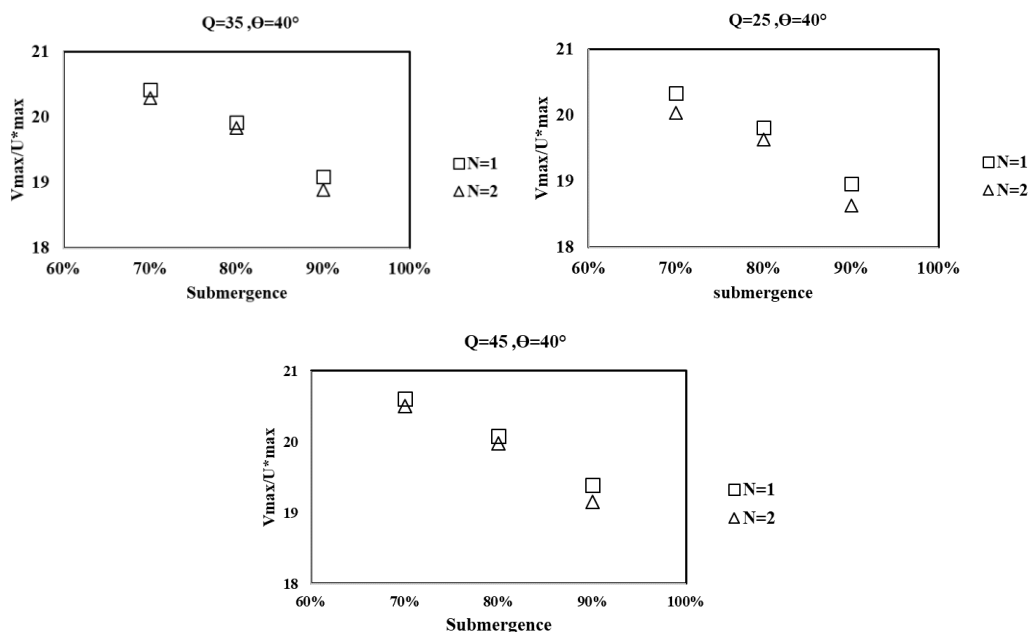 Q=35 ,Ɵ=40°
21
20
19
18
Vmax/U*max
60% 70% 80% 90% 100%
Submergence
N=1
N=2
Q=25 ,Ɵ=40°
21
20
19
18
Vmax/U*max
60% 70% 80% 90% 100%
submergence
N=1
N=2
Q=45 ,Ɵ=40°
21
20
19
18
Vmax/U*max
60% 70% 80% 90% 100%
Submergence
N=1
N=2